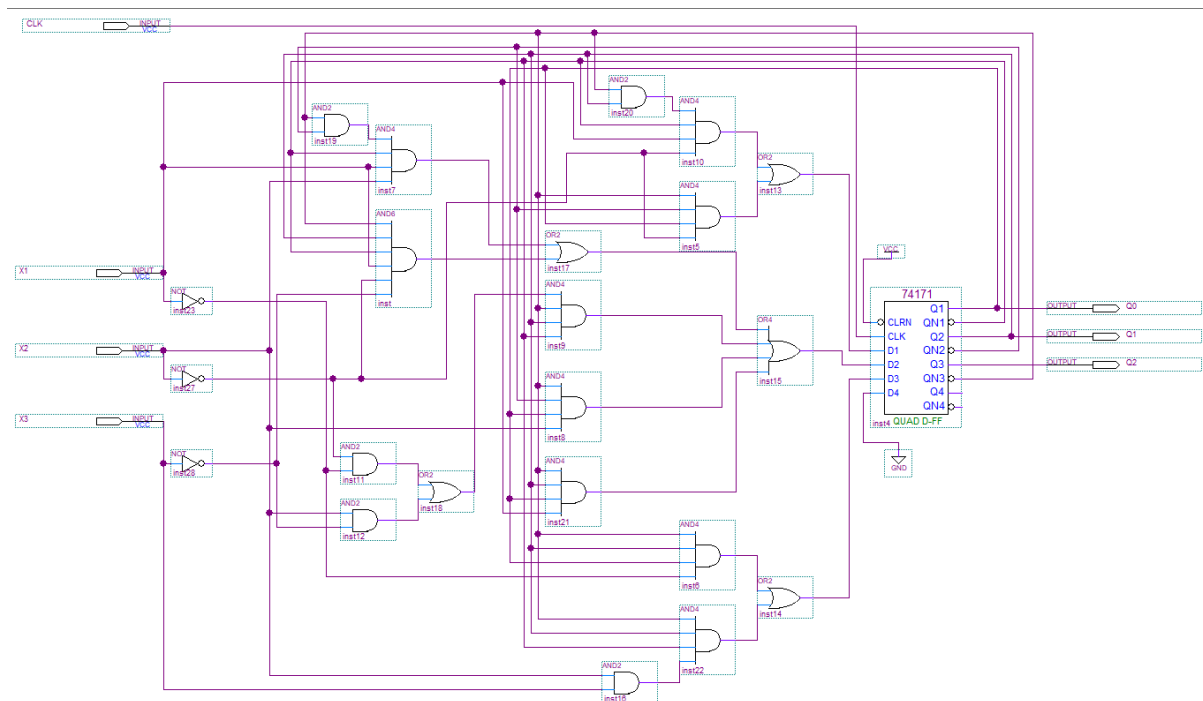 CLK
INPUT
VCC
AND2
inst20
AND4
inst10
AND2
inst19
AND4
inst7
OR2
inst13
AND4
inst5
AND6
inst
OR2
inst17
X1
INPUT
VCC
NOT
inst23
AND4
inst9
OR4
inst15
VCC
74171
CLRN
CLK
D1
D2
D3
D4
Q1
QN1
Q2
QN2
Q3
QN3
Q4
QN4
inst4
QUAD D-FF
GND
OUTPUT
Q0
OUTPUT
Q1
OUTPUT
Q2
X2
INPUT
VCC
NOT
inst27
AND4
inst8
X3
INPUT
VCC
NOT
inst28
AND2
inst11
OR2
inst18
AND2
inst12
AND4
inst21
AND4
inst6
OR2
inst14
AND4
inst22
AND2
inst16